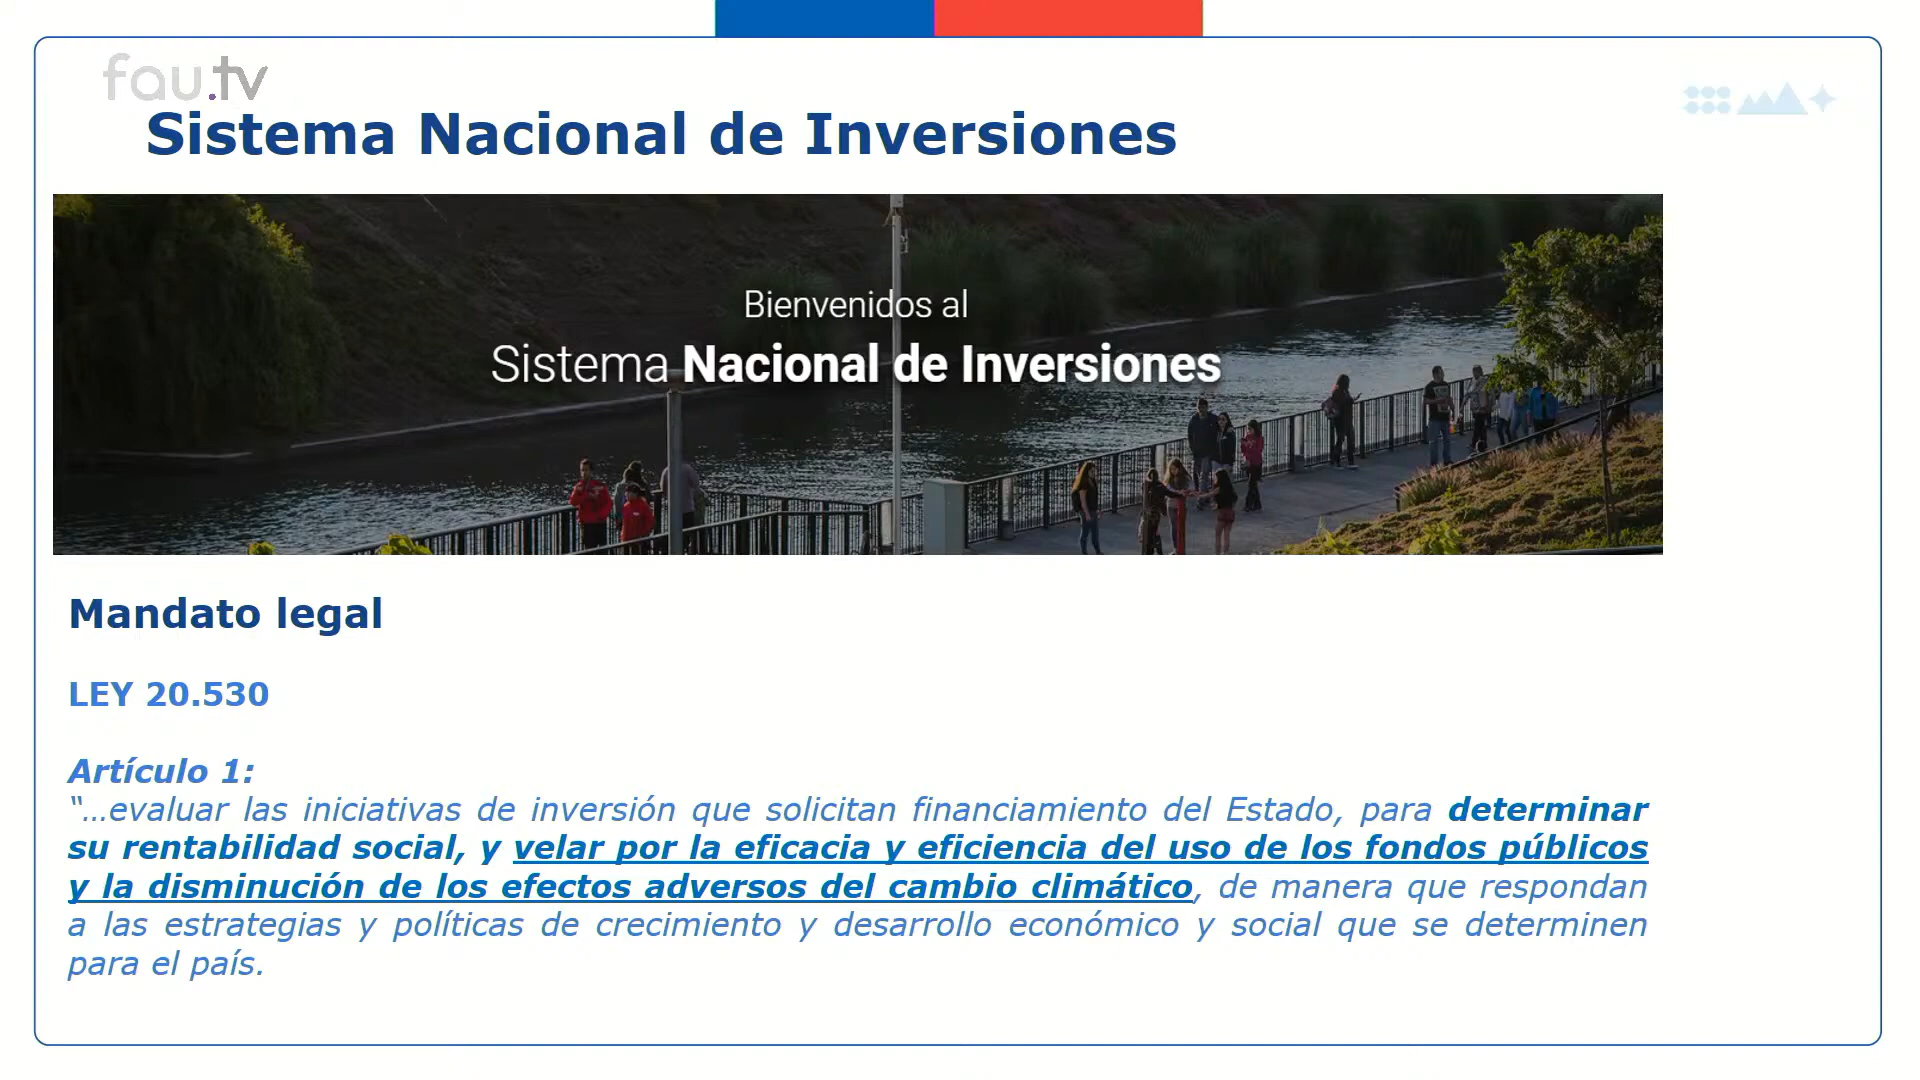 fau.tv
Sistema Nacional de Inversiones
Bienvenidos al
Sistema Nacional de Inversiones
Mandato legal
LEY 20.530
Artículo 1:
“…evaluar las iniciativas de inversión que solicitan financiamiento del Estado, para determinar
su rentabilidad social, y velar por la eficacia y eficiencia del uso de los fondos públicos
y la disminución de los efectos adversos del cambio climático, de manera que respondan
a las estrategias y políticas de crecimiento y desarrollo económico y social que se determinen
para el país.